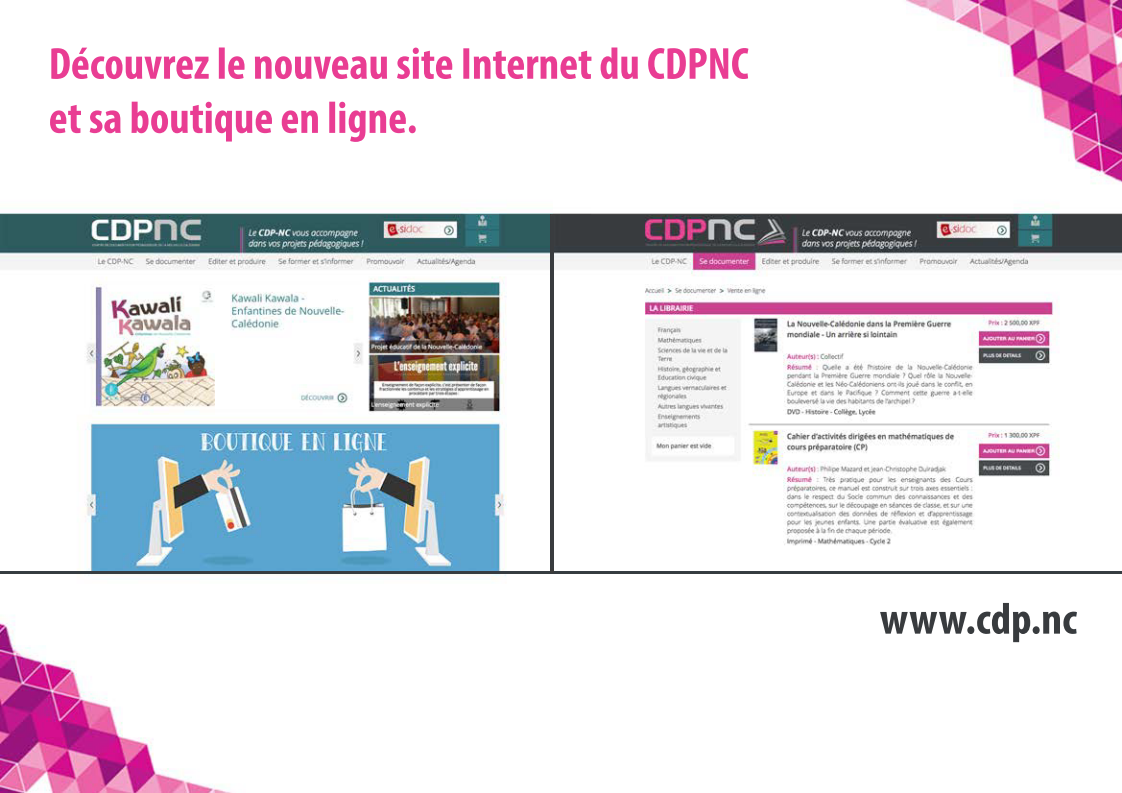 Découvrez le nouveau site Internet du CDPNC
et sa boutique en ligne.
CDPNC
Le CDP-NC vous accompagne
dans vos projets pédagogiques !
e-sidoc
Le CDP-NC Se documenter Editer et produire Se former et s'informer Promouvoir Actualités/Agenda
Kawali
Kawala
Kawali Kawala -
Enfantines de Nouvelle-
Calédonie
DÉCOUVRIR
ACTUALITÉS
Projet éducatif de la Nouvelle-Calédonie
L'enseignement explicite
L'enseignement explicite
BOUTIQUE EN LIGNE
CDPNC
Le CDP-NC vous accompagne
dans vos projets pédagogiques !
e-sidoc
Le CDP-NC Se documenter Editer et produire Se former et s'informer Promouvoir Actualités/Agenda
Accueil > Se documenter > Vente en ligne
LA LIBRAIRIE
Français
Mathématiques
Sciences de la vie et de la
Terre
Histoire, géographie et
Education civique
Langues vernaculaires et
régionales
Autres langues vivantes
Enseignements
artistiques
Mon panier est vide
La Nouvelle-Calédonie dans la Première Guerre
mondiale - Un arrière si lointain
Auteur(s) : Collectif
Résumé : Quelle a été l'histoire de la Nouvelle-Calédonie
pendant la Première Guerre mondiale ? Quel rôle la Nouvelle-
Calédonie et les Néo-Calédoniens ont-ils joué dans le conflit, en
Europe et dans le Pacifique ? Comment cette guerre a-t-elle
bouleversé la vie des habitants de l'archipel ?
DVD - Histoire - Collège, Lycée
Prix : 2 500,00 XPF
AJOUTER AU PANIER
PLUS DE DETAILS
Cahier d'activités dirigées en mathématiques de
cours préparatoire (CP)
Auteur(s) : Philipe Mazard et Jean-Christophe Duiradjak
Résumé : Très pratique pour les enseignants des Cours
préparatoires, ce manuel est construit sur trois axes essentiels :
dans le respect du Socle commun des connaissances et des
compétences, sur le découpage en séances de classe, et sur une
contextualisation des données de réflexion et d'apprentissage
pour les jeunes enfants. Une partie évaluative est également
proposée à la fin de chaque période.
Imprimé - Mathématiques - Cycle 2
Prix : 1 300,00 XPF
AJOUTER AU PANIER
PLUS DE DETAILS
www.cdp.nc